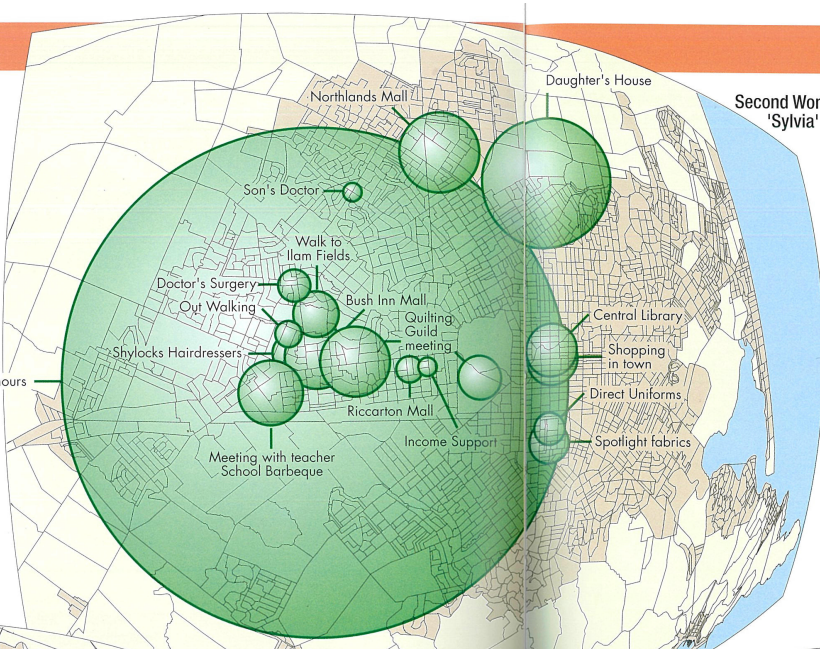 Daughter's House
Northlands Mall
Second Wor
'Sylvia'
Son's Doctor
Walk to
Ilam Fields
Doctor's Surgery
Out Walking
Bush Inn Mall
Quilting
Guild
meeting
Central Library
Shylocks Hairdressers
Shopping
in town
ours
Direct Uniforms
Riccarton Mall
Income Support
Spotlight fabrics
Meeting with teacher
School Barbeque